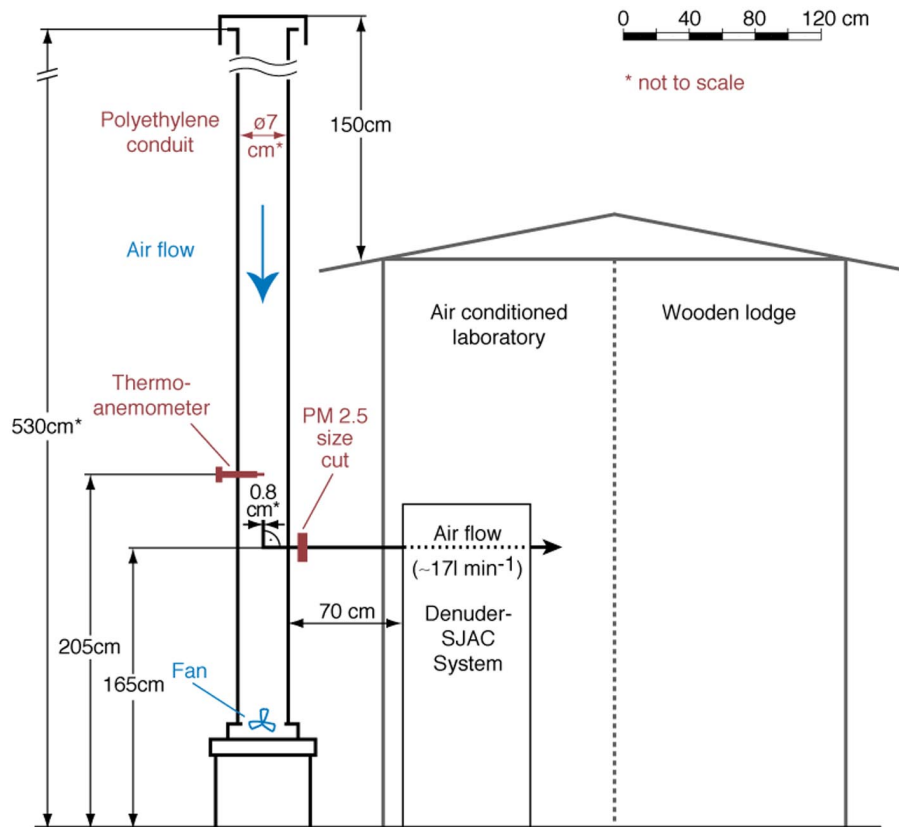 0 40 80 120 cm
* not to scale
Polyethylene
conduit
ø7
cm*
150cm
Air flow
Air conditioned
laboratory
Wooden lodge
Thermo-
anemometer
530cm*
PM 2.5
size
cut
0.8
cm*
Air flow
(~17l min-1)
70 cm
Denuder-
SJAC
System
205cm
165cm
Fan